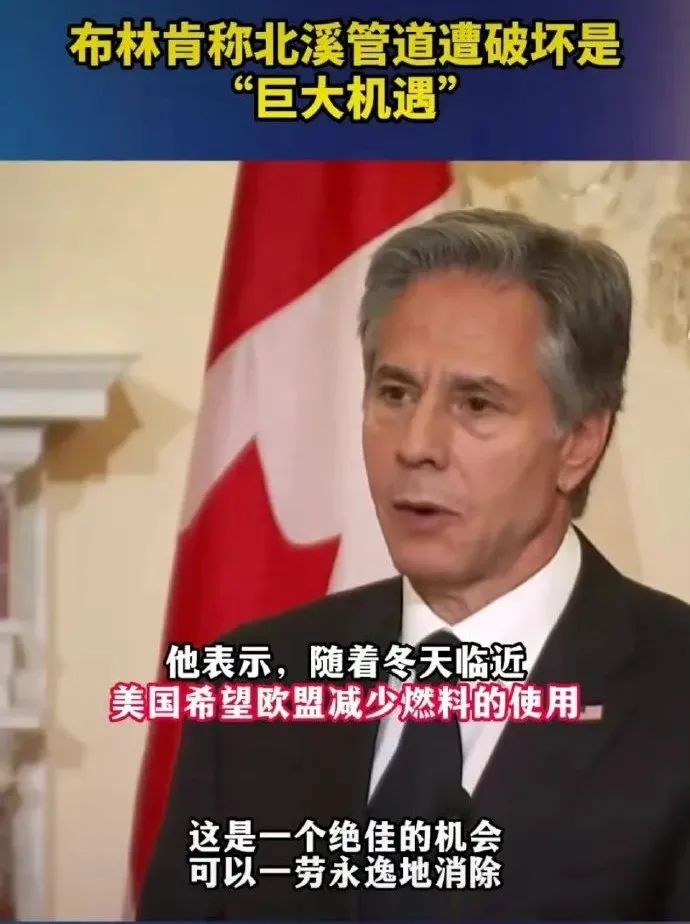 布林肯称北溪管道遭破坏是
“巨大机遇”
他表示，随着冬天临近
美国希望欧盟减少燃料的使用
这是一个绝佳的机会
可以一劳永逸地消除